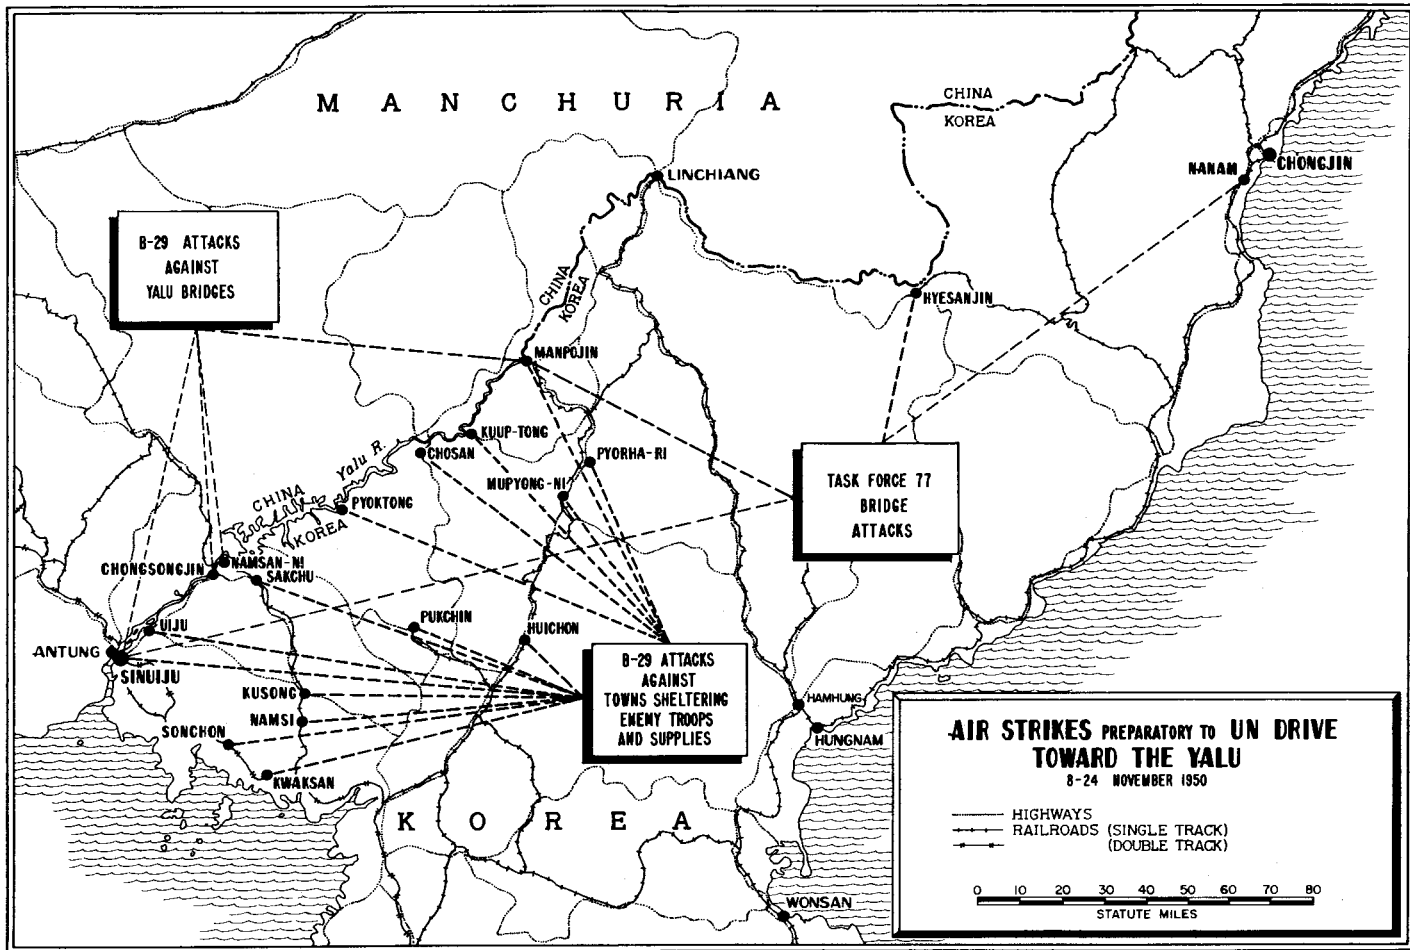 MANCHURIA
CHINA
KOREA
CHONGJIN
NANAM
LINCHIANG
B-29 ATTACKS
AGAINST
YALU BRIDGES
CHINA
KOREA
HYESANJIN
MANPOJIN
KUUP-TONG
CHOSAN
PYORHA-RI
Yalu R.
MUPYONG-NI
CHINA
KOREA
PYOKTONG
TASK FORCE 77
BRIDGE
ATTACKS
NAMSAN-NI
CHONGSONGJIN
SAKCHU
UIJU
PUKCHIN
HUICHON
ANTUNG
SINUIJU
B-29 ATTACKS
AGAINST
TOWNS SHELTERING
ENEMY TROOPS
AND SUPPLIES
KUSONG
NAMSI
SONCHON
KWAKSAN
HAMHUNG
HUNGNAM
KOREA
WONSAN
AIR STRIKES PREPARATORY TO UN DRIVE
TOWARD THE YALU
8-24 NOVEMBER 1950
HIGHWAYS
RAILROADS (SINGLE TRACK)
(DOUBLE TRACK)
0 10 20 30 40 50 60 70 80
STATUTE MILES